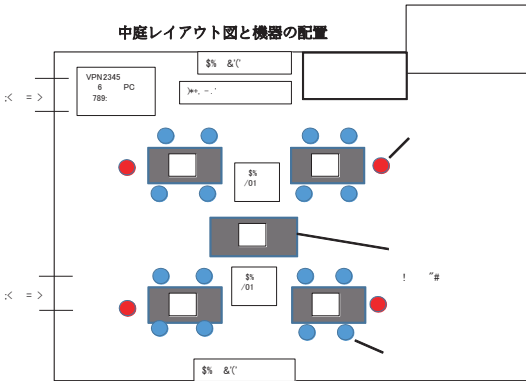 中庭レイアウト図と機器の配置
$% &'('
VPN2345
6 PC
789:
)*+, -.'
;< = >
$%
/01
! "#
$%
/01
;< = >
$% &'('